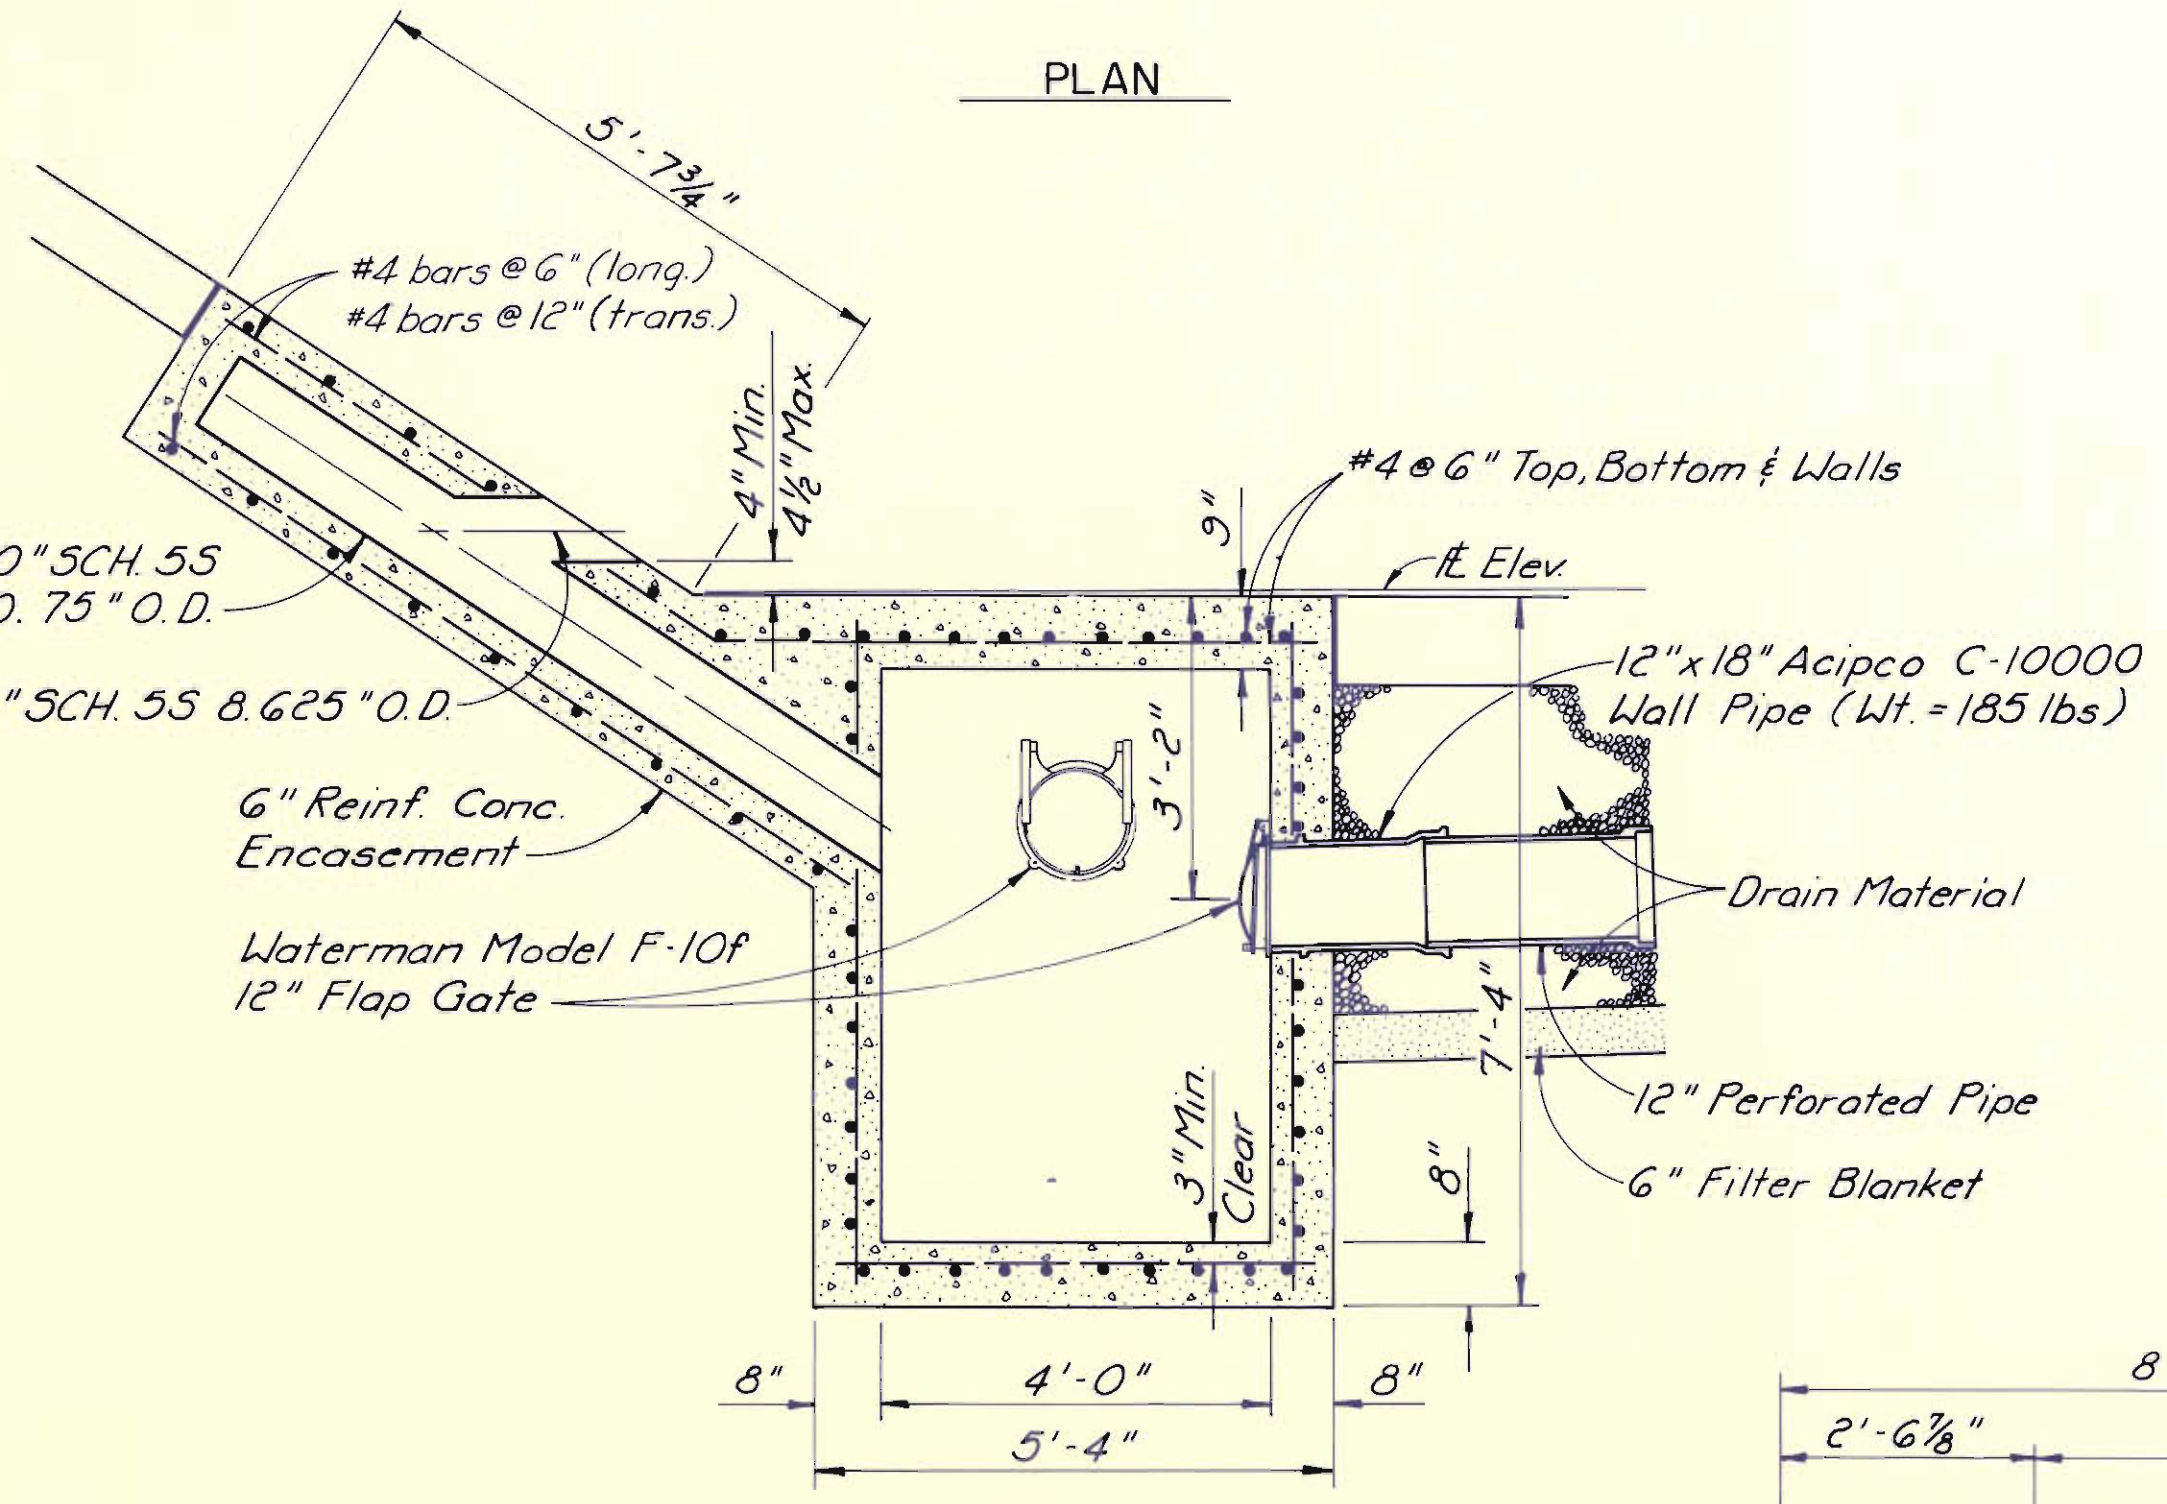 PLAN
5'-7¾"
#4 bars @ 6" (long.)
#4 bars @ 12" (trans.)
4" Min.
4½" Max.
#4 @ 6" Top, Bottom & Walls
9"
℄ Elev.
0" SCH. 5S
0.75" O.D.
12" x 18" Acipco C-10000
Wall Pipe (Wt. = 185 lbs)
" SCH. 5S 8.625" O.D.
3'-2"
6" Reinf. Conc.
Encasement
Drain Material
Waterman Model F-10f
12" Flap Gate
7'-4"
12" Perforated Pipe
3" Min.
Clear
8"
6" Filter Blanket
8"
4'-0"
8"
5'-4"
8
2'-6⅞"